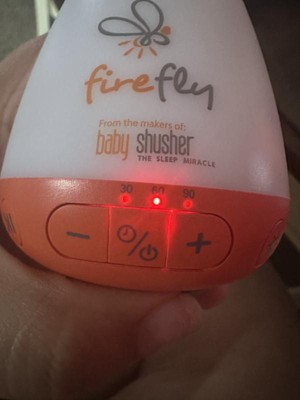 firefly
From the makers of:
baby shusher
THE SLEEP MIRACLE
30 60 90
− / +